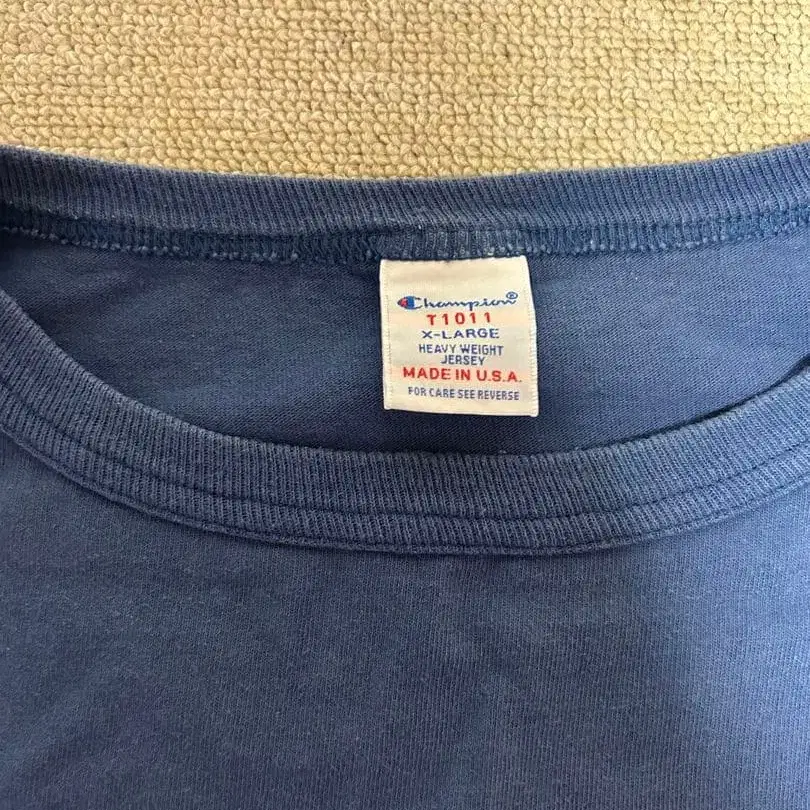 Champion®
T1011
X-LARGE
HEAVY WEIGHT
JERSEY
MADE IN U.S.A.
FOR CARE SEE REVERSE